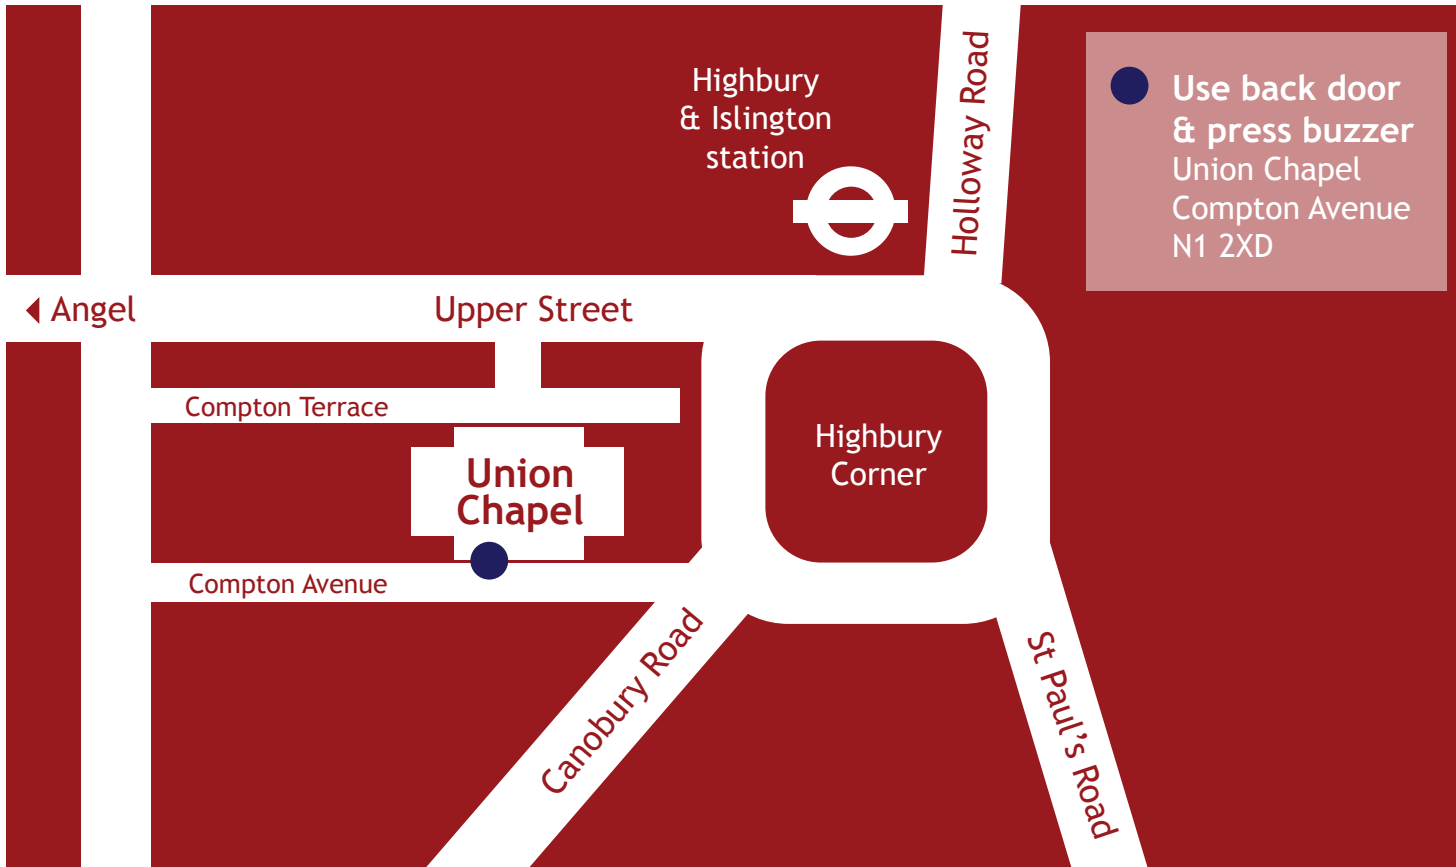 Highbury
& Islington
station
Holloway Road
Use back door
& press buzzer
Union Chapel
Compton Avenue
N1 2XD
Angel
Upper Street
Compton Terrace
Union
Chapel
Highbury
Corner
Compton Avenue
Canobury Road
St Paul's Road